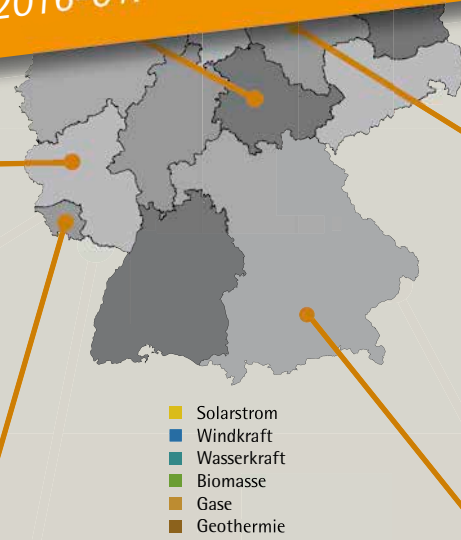 Solarstrom
Windkraft
Wasserkraft
Biomasse
Gase
Geothermie